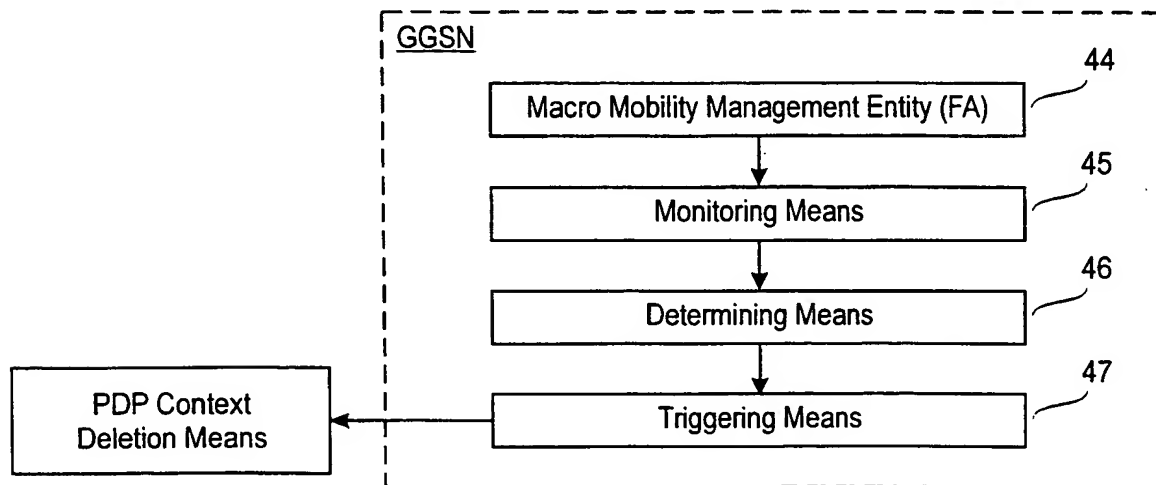 GGSN
44
Macro Mobility Management Entity (FA)
45
Monitoring Means
46
Determining Means
47
Triggering Means
PDP Context
Deletion Means